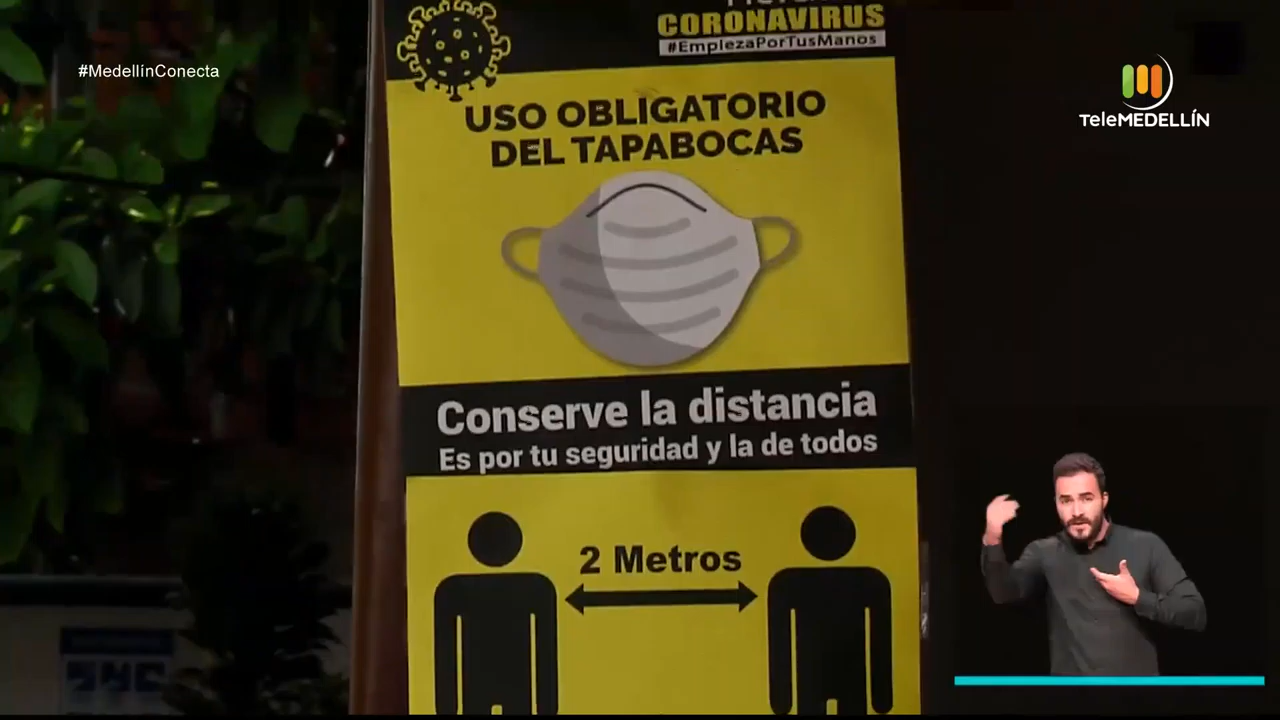 CORONAVIRUS
#EmpiezaPorTusManos
#MedellínConecta
TeleMEDELLÍN
USO OBLIGATORIO
DEL TAPABOCAS
Conserve la distancia
Es por tu seguridad y la de todos
2 Metros